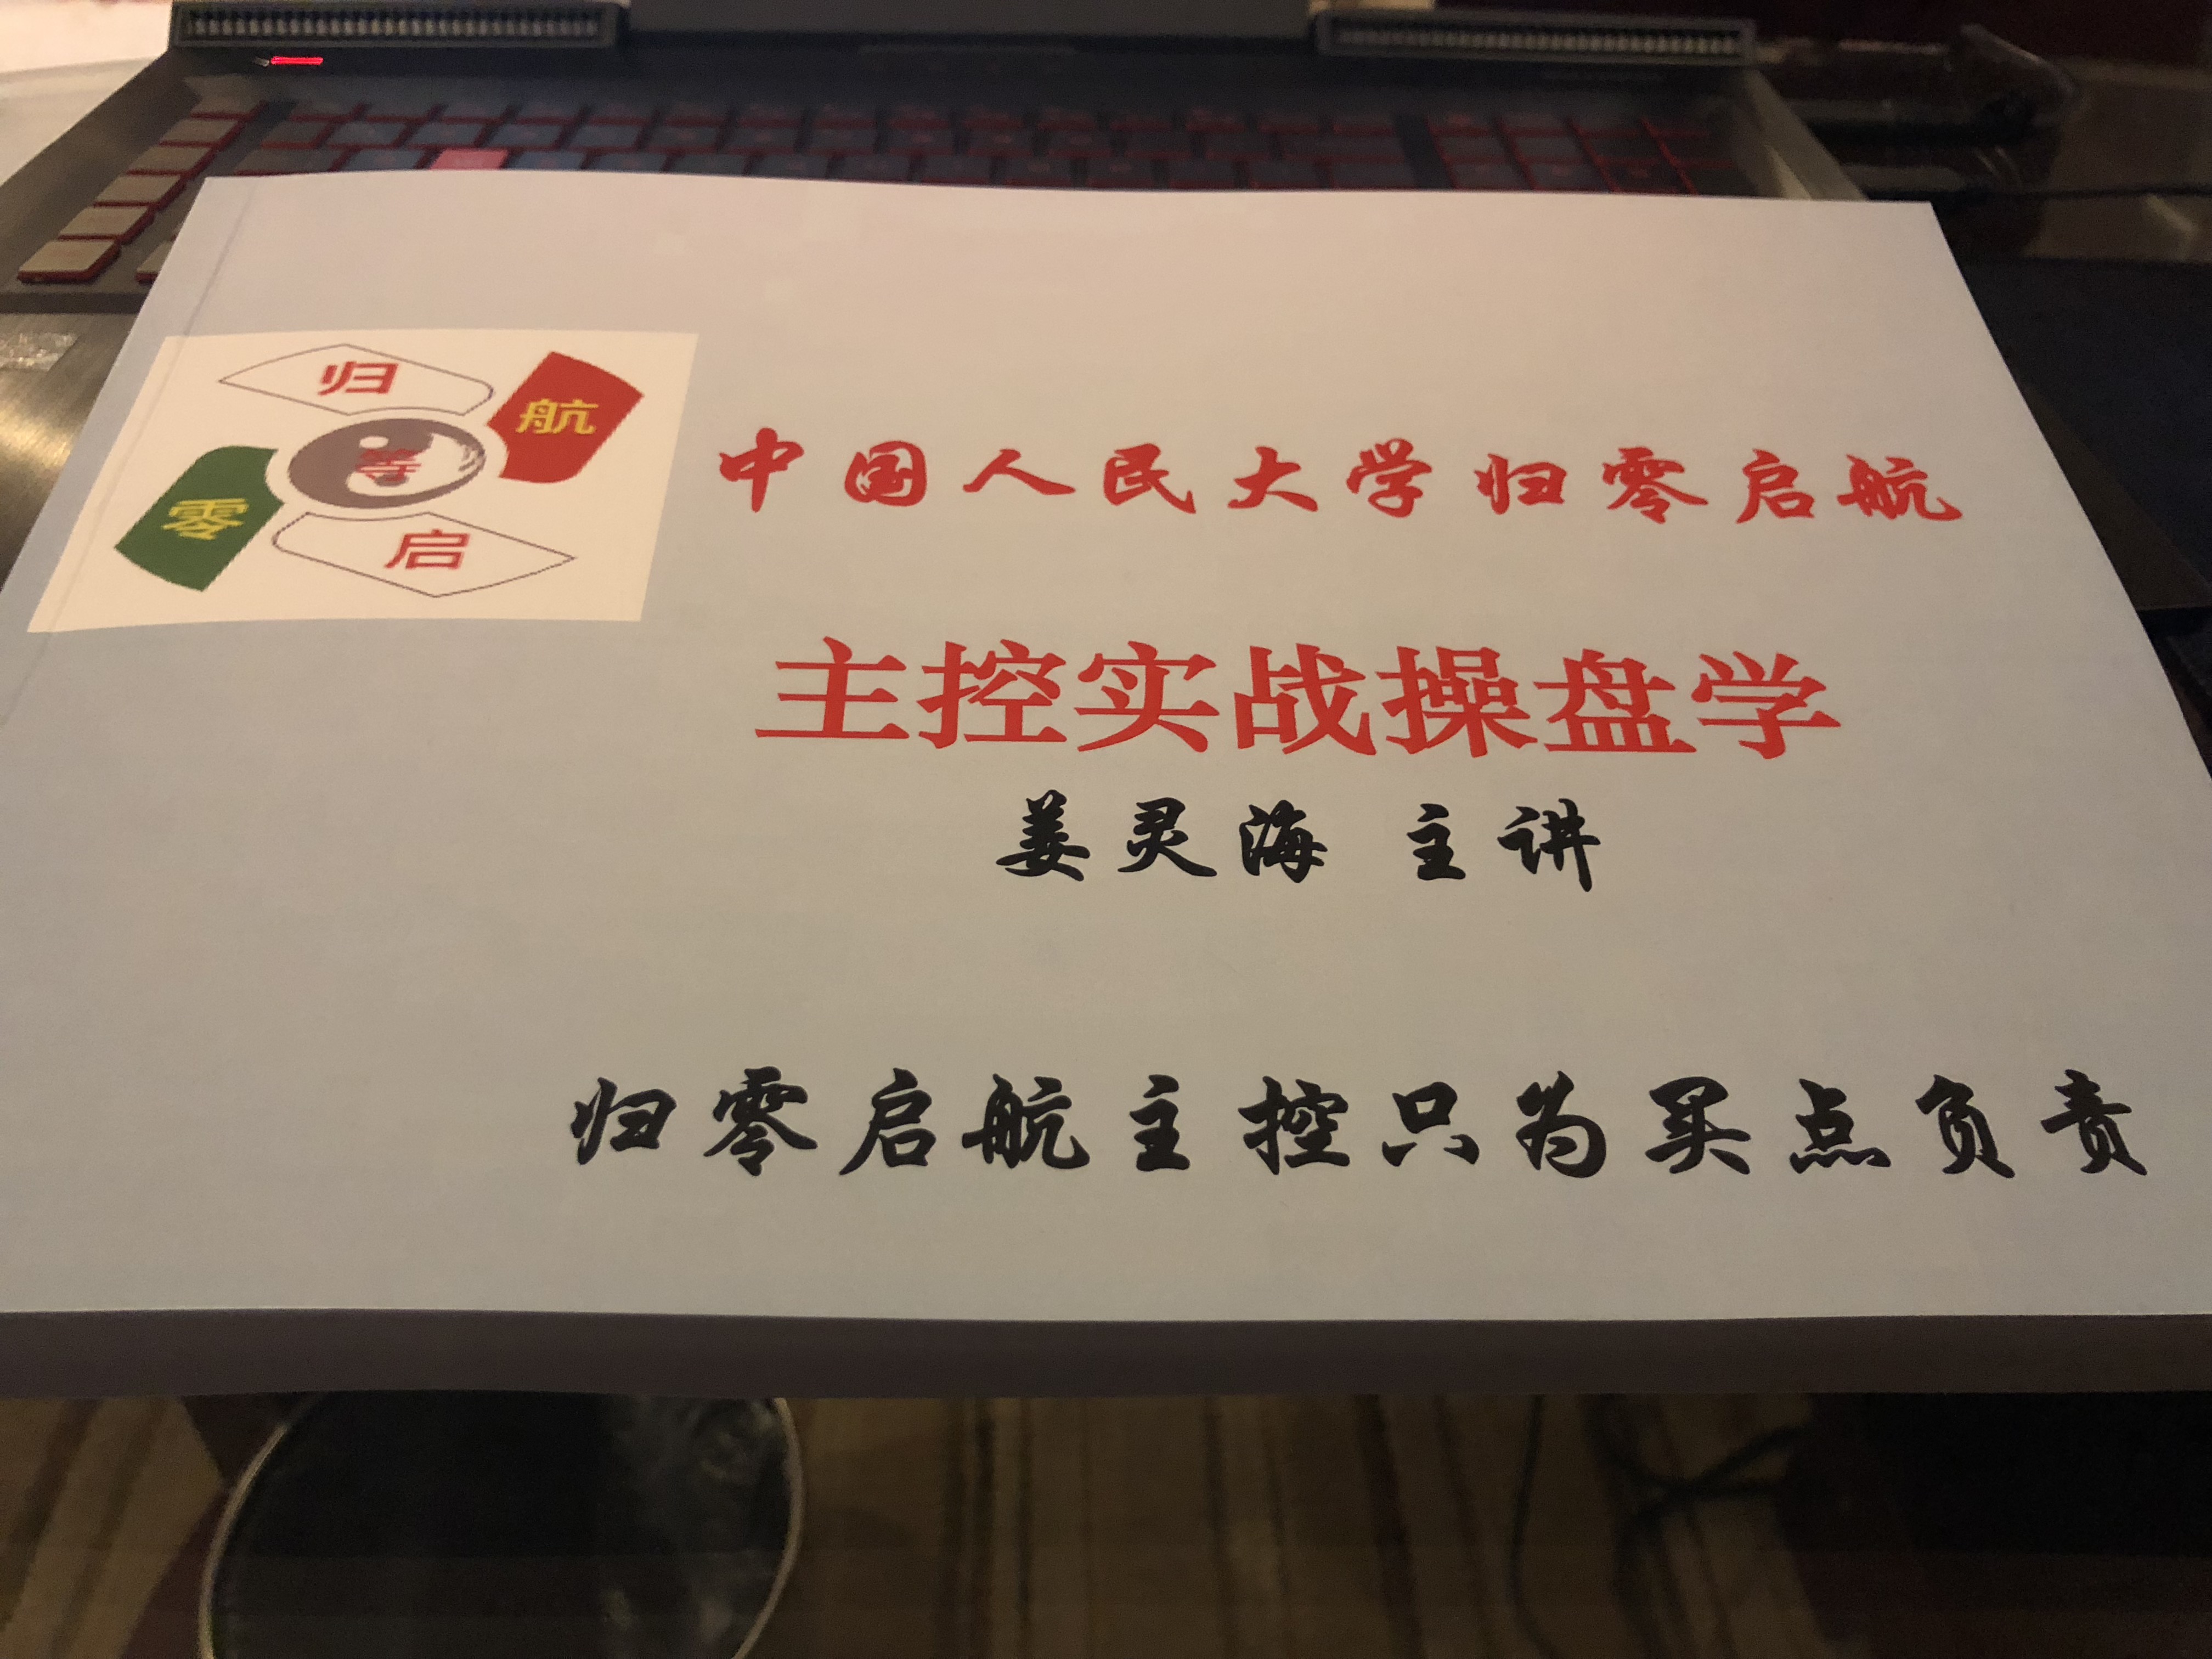 归
航
等
零
启
中国人民大学归零启航
主控实战操盘学
姜灵海 主讲
归零启航主控只为买点负责